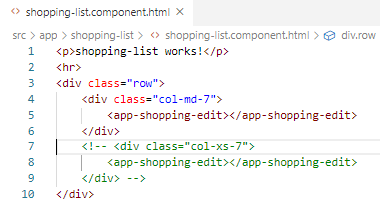 shopping-list.component.html ×
src > app > shopping-list > shopping-list.component.html > div.row
1 <p>shopping-list works!</p>
2 <hr>
3 <div class="row">
4 <div class="col-md-7">
5 <app-shopping-edit></app-shopping-edit>
6 </div>
7 <!-- <div class="col-xs-7">
8 <app-shopping-edit></app-shopping-edit>
9 </div> -->
10 </div>